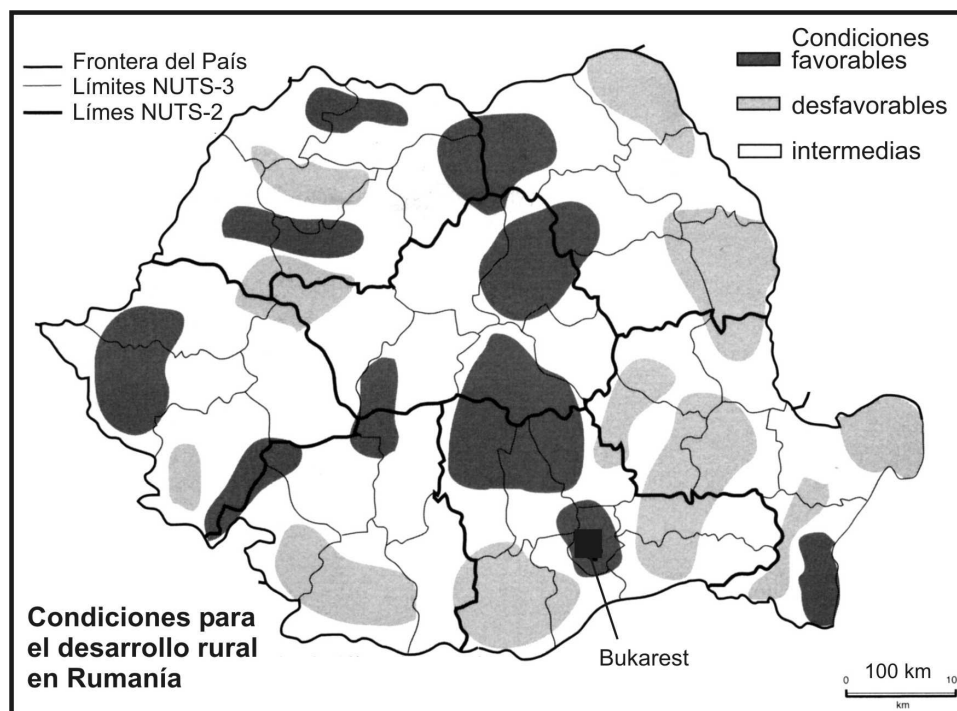 Frontera del País
Límites NUTS-3
Límes NUTS-2
Condiciones
favorables
desfavorables
intermedias
Condiciones para
el desarrollo rural
en Rumanía
Bukarest
100 km
0 10
km